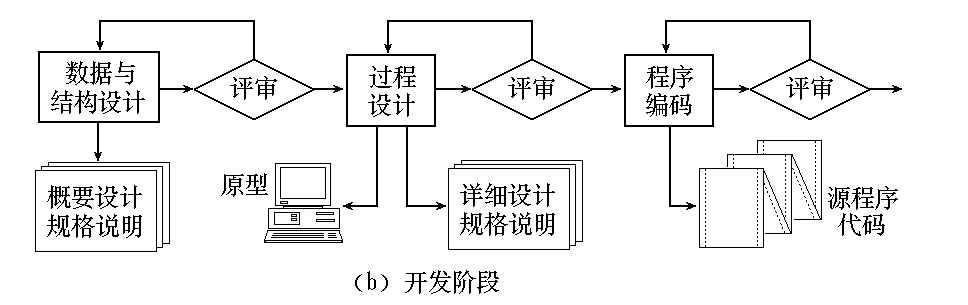 数据与
结构设计
评审
过程
设计
评审
程序
编码
评审
概要设计
规格说明
原型
详细设计
规格说明
源程序
代码
（b）开发阶段